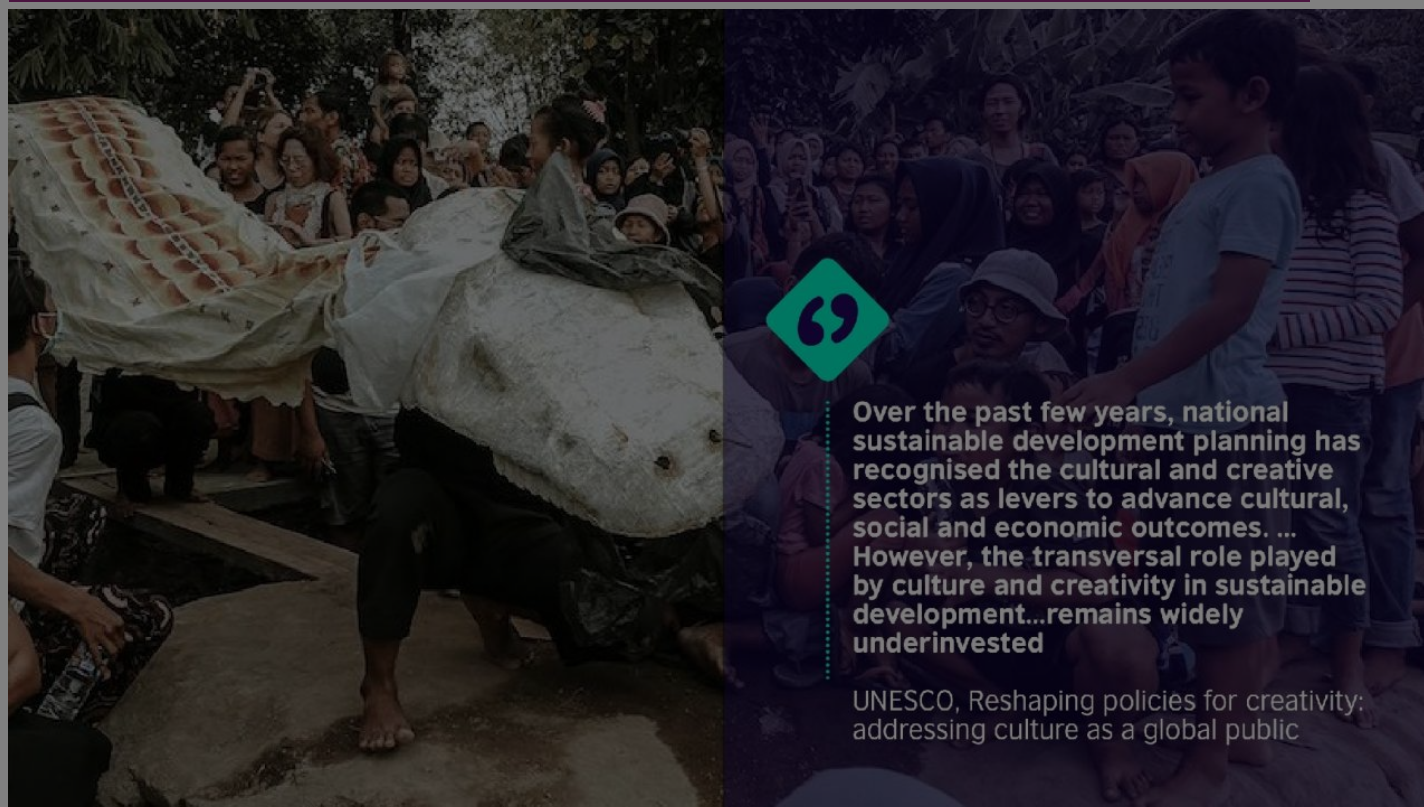 Over the past few years, national
sustainable development planning has
recognised the cultural and creative
sectors as levers to advance cultural,
social and economic outcomes. ...
However, the transversal role played
by culture and creativity in sustainable
development...remains widely
underinvested
UNESCO, Reshaping policies for creativity:
addressing culture as a global public